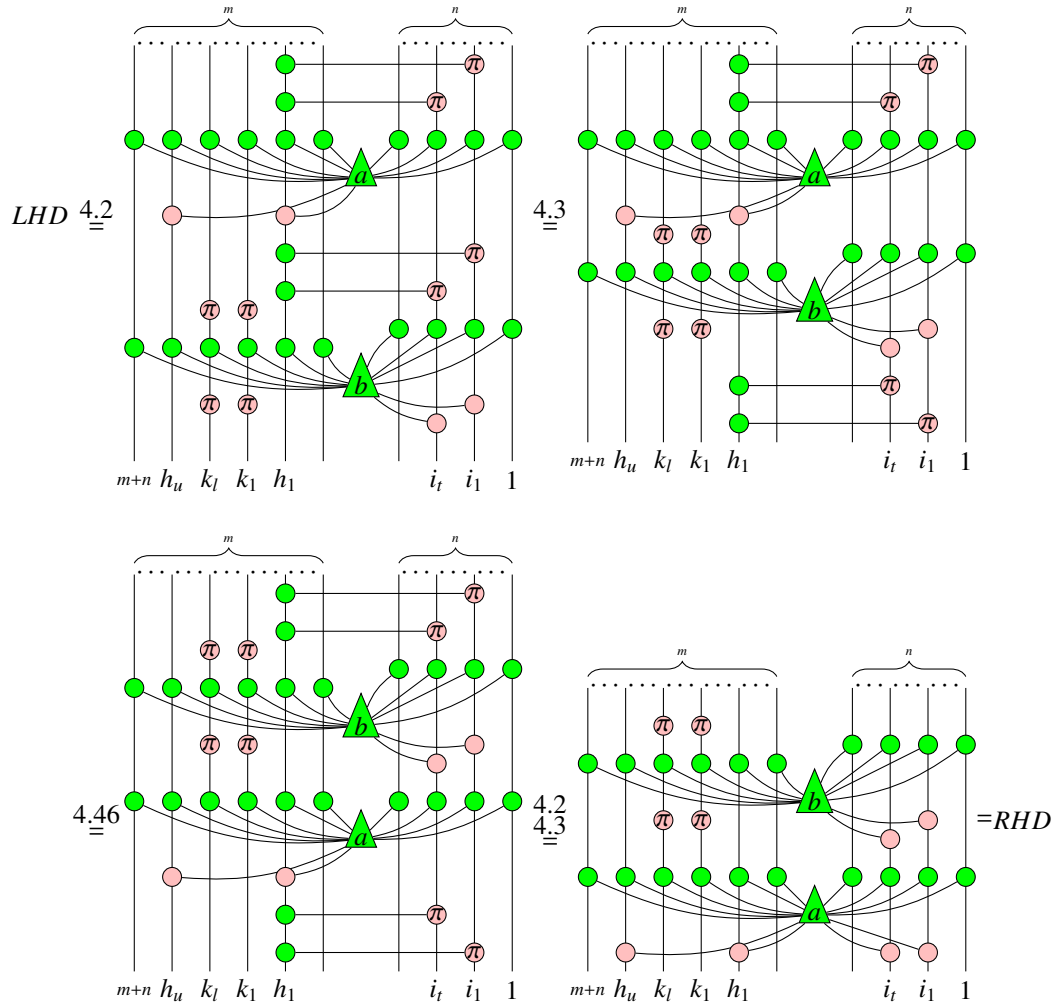 m n m n
π π
π π
a a
LHD 4.2 = 4.3 =
π π
π b
π π π
b π π
π π π
π
m+n h_u k_l k_1 h_1 i_t i_1 1 m+n h_u k_l k_1 h_1 i_t i_1 1
m n
π
π
π π m n
b π π
π π
4.46 = a 4.2 4.3 = b =RHD
π π
π a
π
m+n h_u k_l k_1 h_1 i_t i_1 1 m+n h_u k_l k_1 h_1 i_t i_1 1